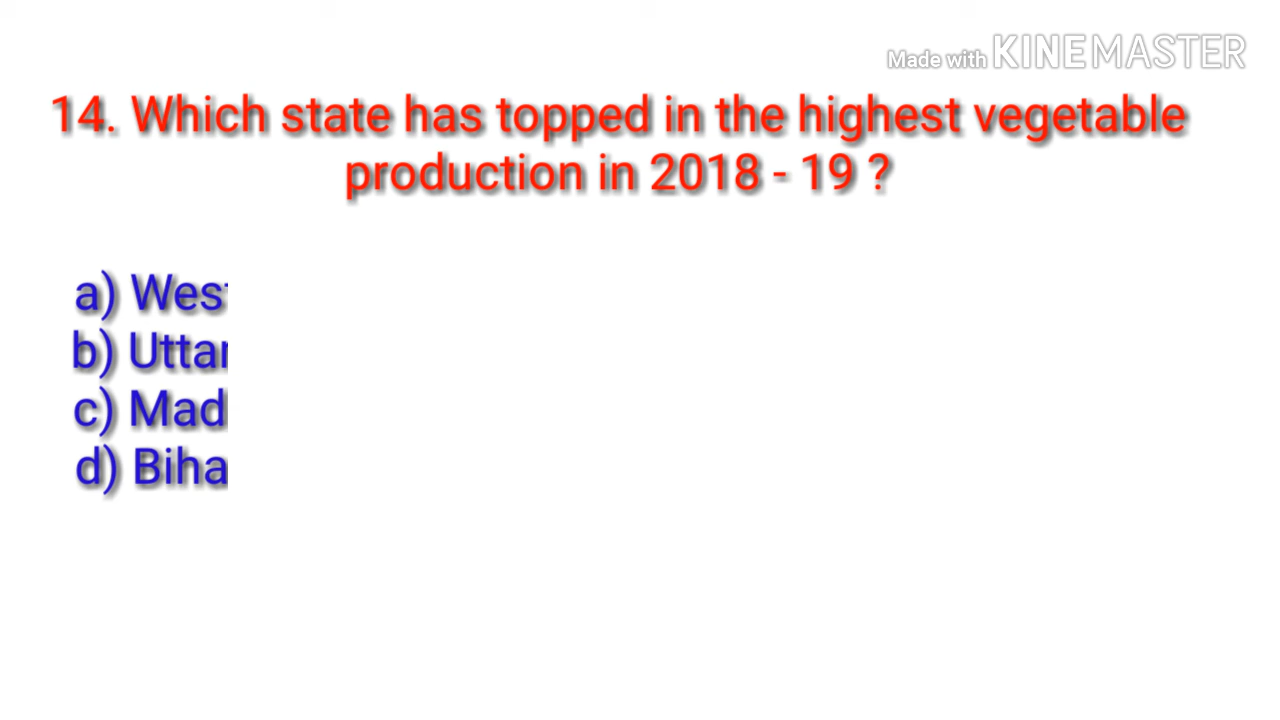 Made with KINEMASTER
14. Which state has topped in the highest vegetable
production in 2018 - 19 ?
a) West
b) Uttar
c) Mad
d) Biha